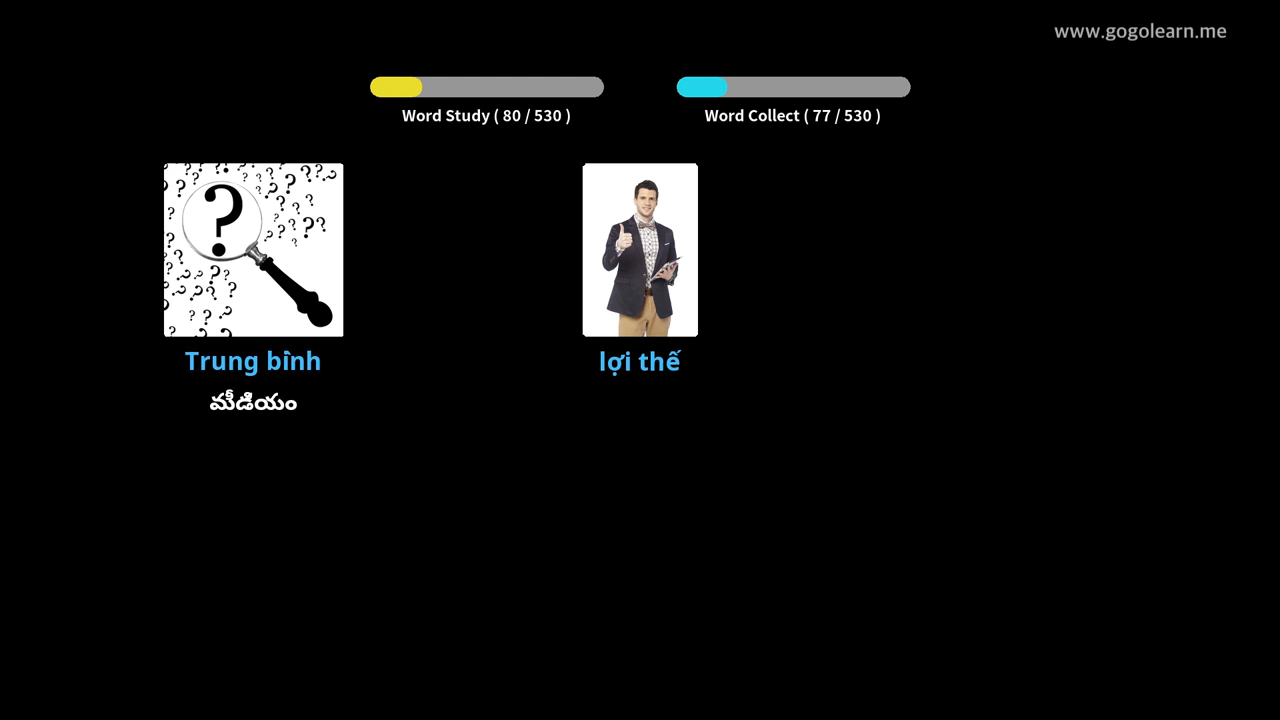 www.gogolearn.me
Word Study ( 80 / 530 )
Word Collect ( 77 / 530 )
Trung bình
మీడియం
lợi thế